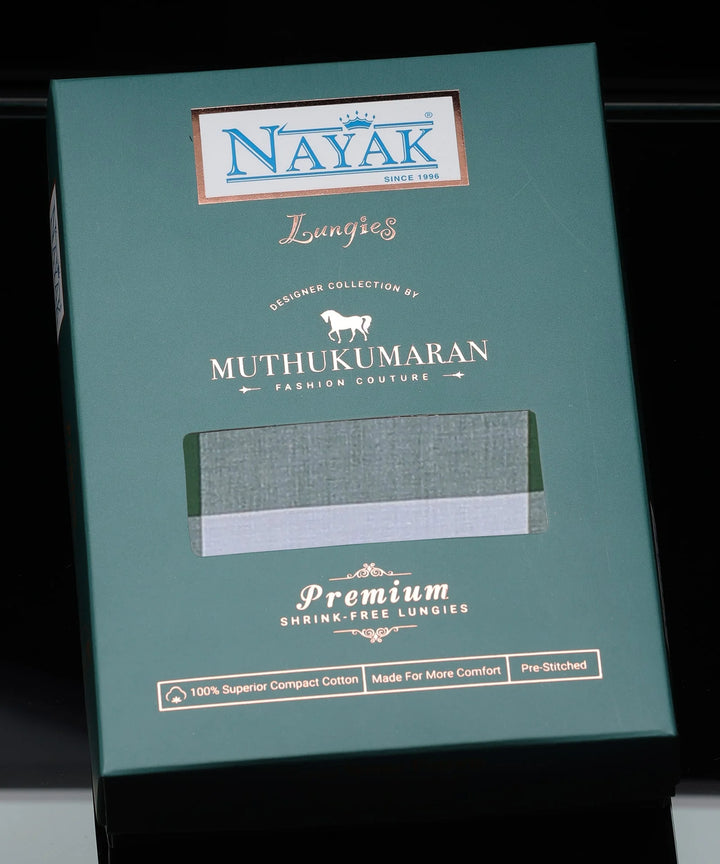 NAYAK®
SINCE 1996
Lungies
DESIGNER COLLECTION BY
MUTHUKUMARAN
FASHION COUTURE
Premium
SHRINK-FREE LUNGIES
100% Superior Compact Cotton Made For More Comfort Pre-Stitched